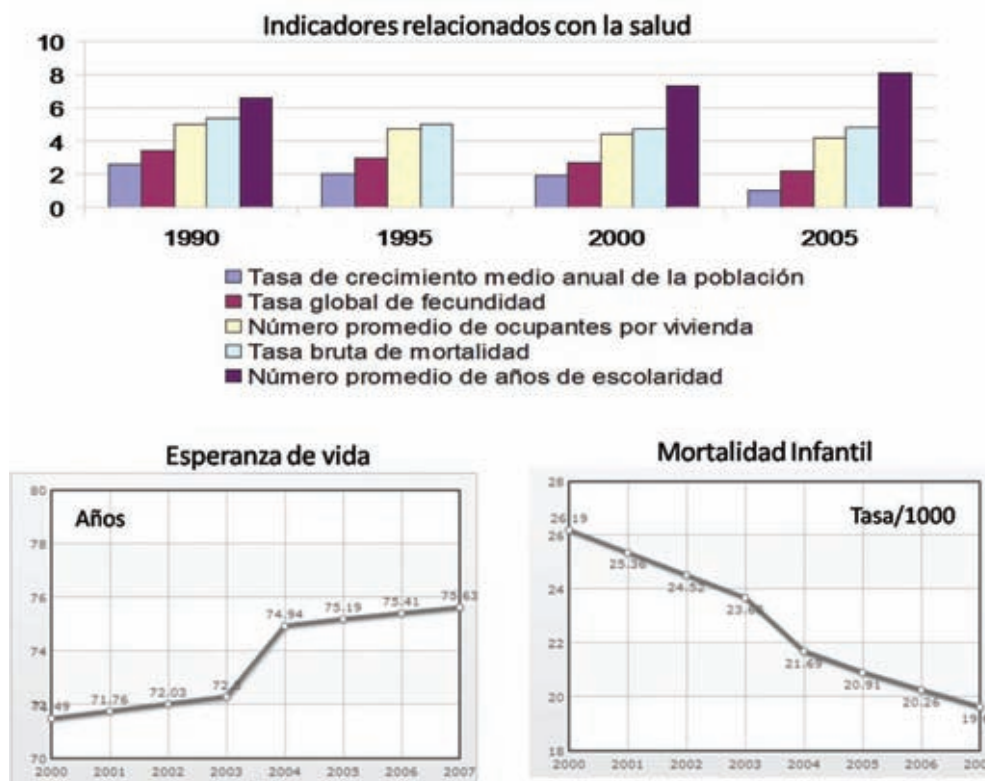 Indicadores relacionados con la salud
10
8
6
4
2
0
1990 1995 2000 2005
Tasa de crecimiento medio anual de la población
Tasa global de fecundidad
Número promedio de ocupantes por vivienda
Tasa bruta de mortalidad
Número promedio de años de escolaridad
Esperanza de vida
80
Años
78
76
74
72
70
71.76
72.03
74.94
75.19
75.41
75.63
2000 2001 2002 2003 2004 2005 2006 2007
Mortalidad Infantil
28
Tasa/1000
26.19
26
24
22
20
18
25.36
24.52
21.69
20.91
20.26
2000 2001 2002 2003 2004 2005 2006